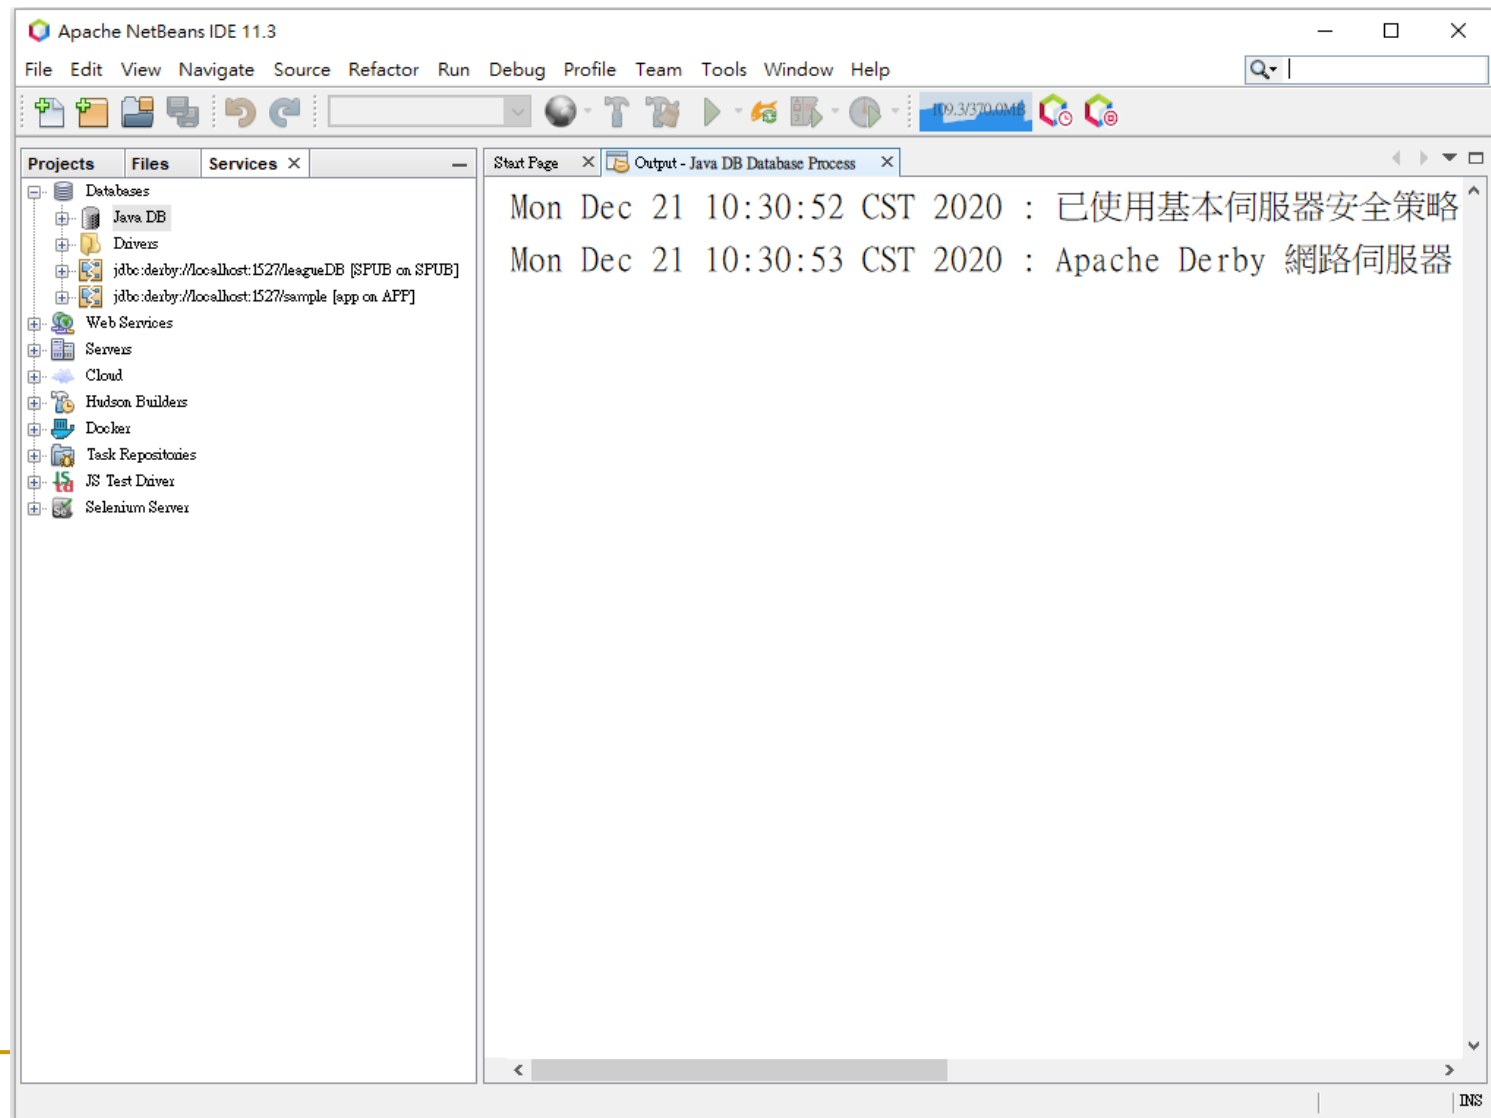 Apache NetBeans IDE 11.3
File Edit View Navigate Source Refactor Run Debug Profile Team Tools Window Help
109.3/370.0MB
Projects Files Services
Start Page Output - Java DB Database Process
Databases
Java DB
Drivers
jdbc:derby://localhost:1527/leagueDB [SPUB on SPUB]
jdbc:derby://localhost:1527/sample [app on APP]
Web Services
Servers
Cloud
Hudson Builders
Docker
Task Repositories
JS Test Driver
Selenium Server
Mon Dec 21 10:30:52 CST 2020 : 已使用基本伺服器安全策略
Mon Dec 21 10:30:53 CST 2020 : Apache Derby 網路伺服器
INS